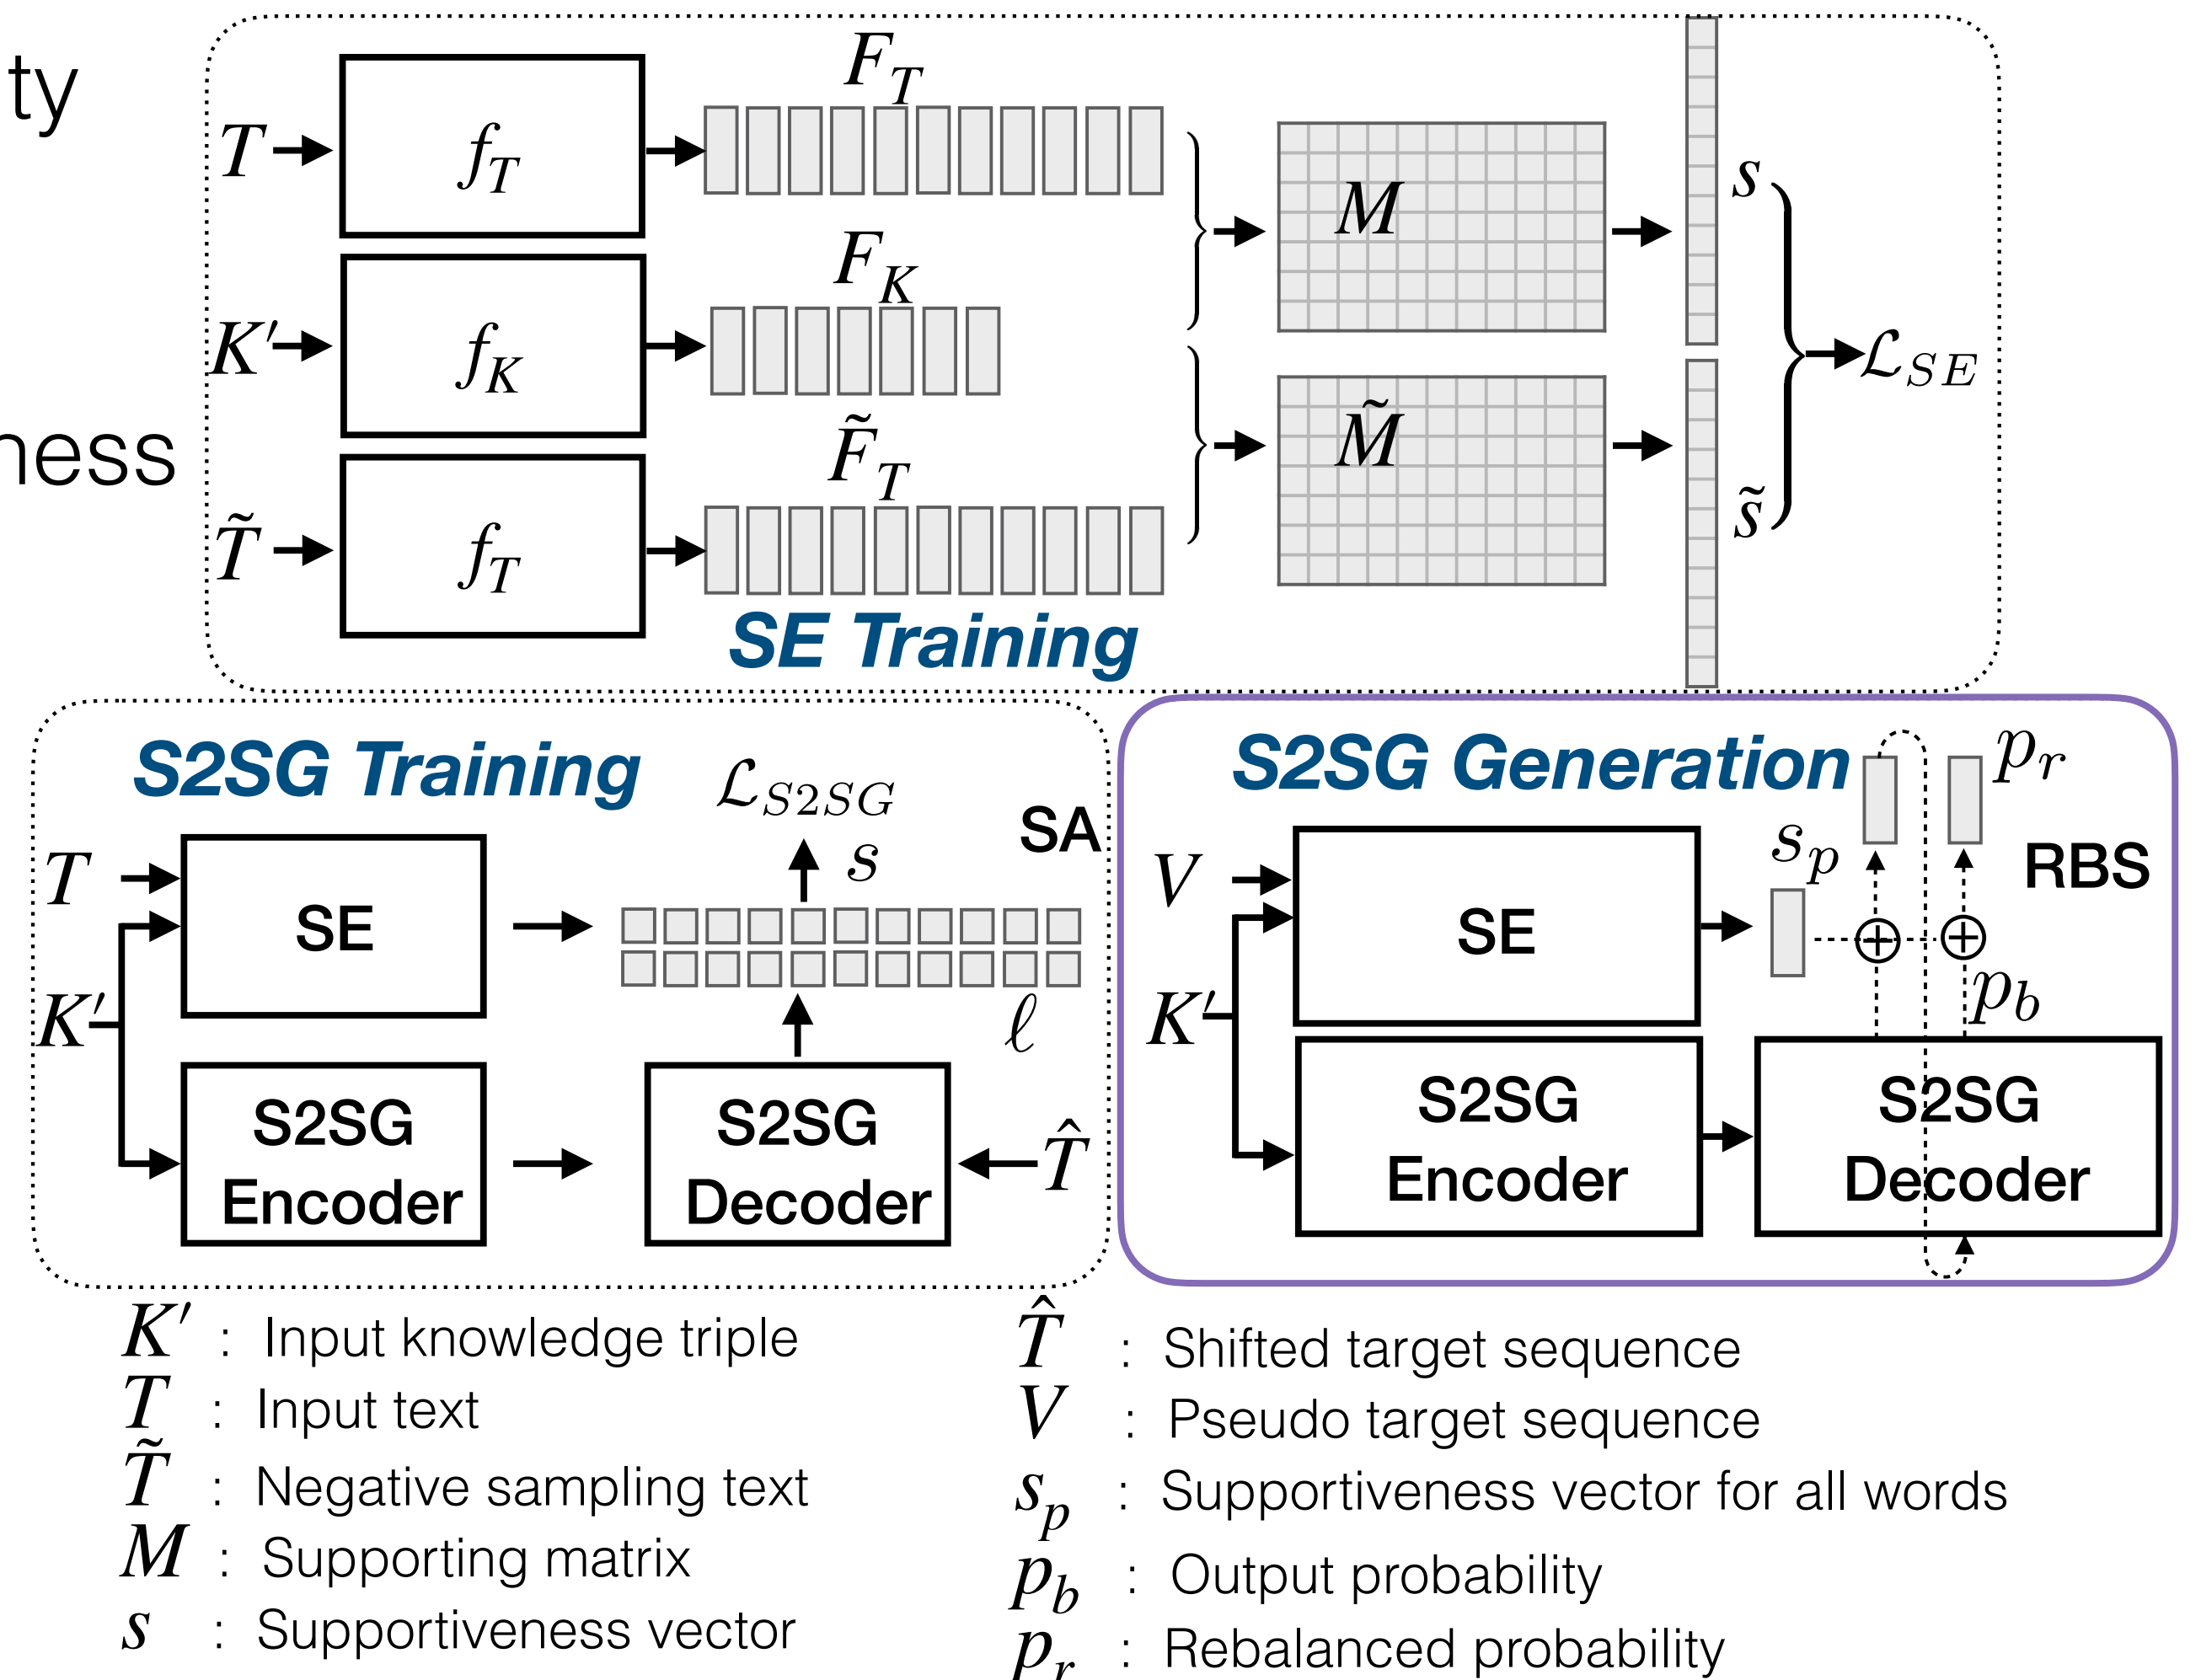 ty
ness
T
f_T
F_T
K′
f_K
F_K
T̃
f_T
F̃_T
M
M̃
s
s̃
ℒ_SE
SE Training
S2SG Training
ℒ_S2SG
s
SA
T
SE
K′
ℓ
S2SG
Encoder
S2SG
Decoder
T̂
S2SG Generation
p_r
s_p
RBS
V
SE
K′
p_b
S2SG
Encoder
S2SG
Decoder
K′ : Input knowledge triple
T : Input text
T̃ : Negative sampling text
M : Supporting matrix
s : Supportiveness vector
T̂ : Shifted target sequence
V : Pseudo target sequence
s_p : Supportiveness vector for all words
p_b : Output probability
p_r : Rebalanced probability